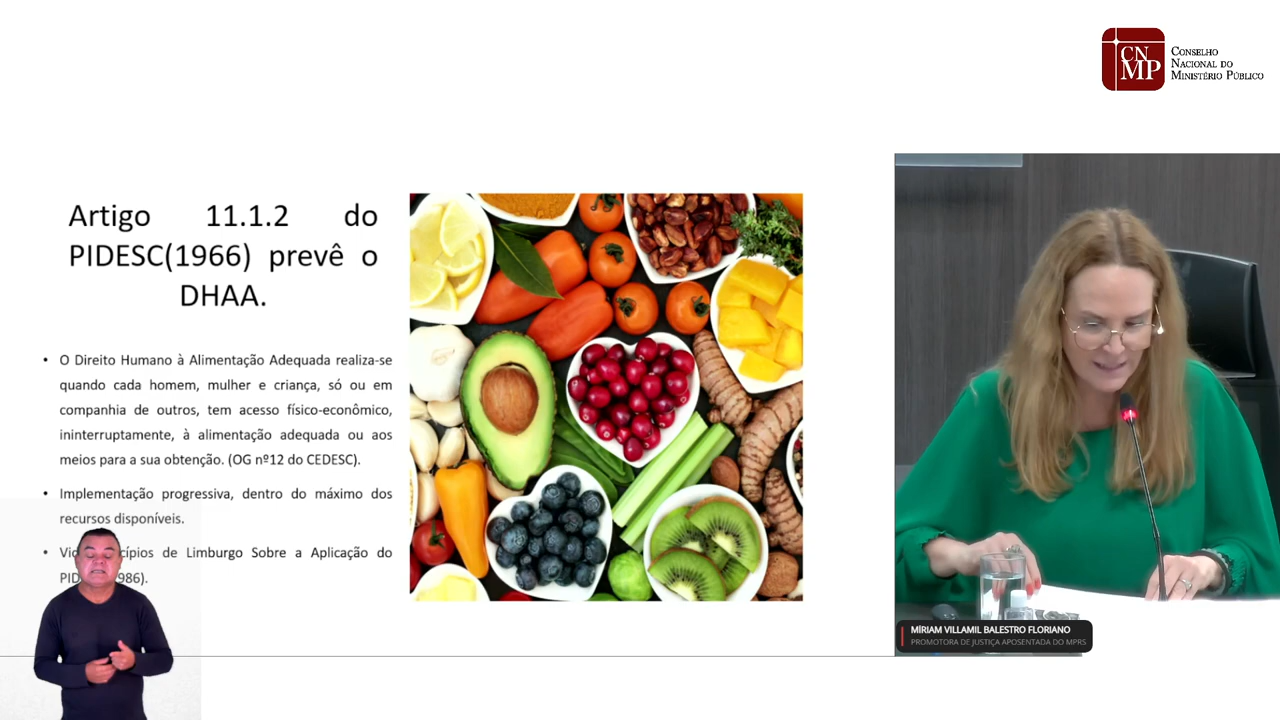 CN
MP
CONSELHO
NACIONAL DO
MINISTÉRIO PÚBLICO
Artigo 11.1.2 do
PIDESC(1966) prevê o
DHAA.
• O Direito Humano à Alimentação Adequada realiza-se
quando cada homem, mulher e criança, só ou em
companhia de outros, tem acesso físico-econômico,
ininterruptamente, à alimentação adequada ou aos
meios para a sua obtenção. (OG nº12 do CEDESC).
• Implementação progressiva, dentro do máximo dos
recursos disponíveis.
• de Limburgo Sobre a Aplicação do
MÍRIAM VILLAMIL BALESTRO FLORIANO
PROMOTORA DE JUSTIÇA APOSENTADA DO MPRS